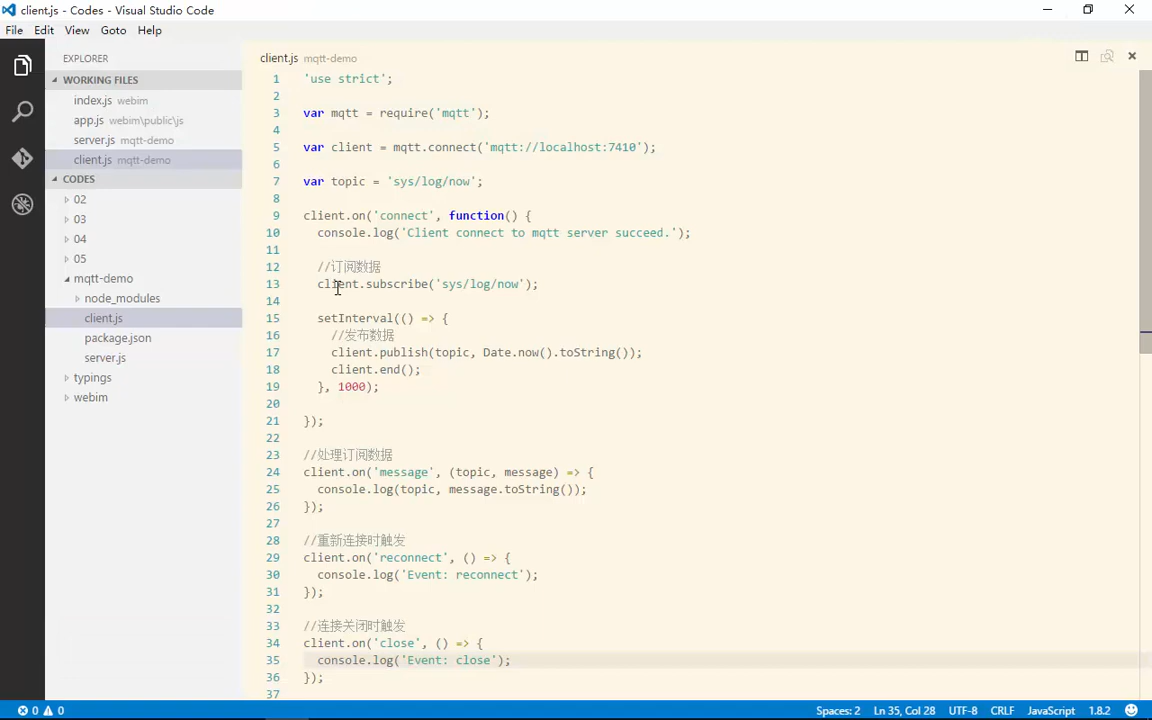 client.js - Codes - Visual Studio Code
File Edit View Goto Help
EXPLORER
WORKING FILES
index.js webim
app.js webim\public\js
server.js mqtt-demo
client.js mqtt-demo
CODES
02
03
04
05
mqtt-demo
node_modules
client.js
package.json
server.js
typings
webim
client.js mqtt-demo
1 'use strict';
2
3 var mqtt = require('mqtt');
4
5 var client = mqtt.connect('mqtt://localhost:7410');
6
7 var topic = 'sys/log/now';
8
9 client.on('connect', function() {
10 console.log('Client connect to mqtt server succeed.');
11
12 //订阅数据
13 client.subscribe('sys/log/now');
14
15 setInterval(() => {
16 //发布数据
17 client.publish(topic, Date.now().toString());
18 client.end();
19 }, 1000);
20
21 });
22
23 //处理订阅数据
24 client.on('message', (topic, message) => {
25 console.log(topic, message.toString());
26 });
27
28 //重新连接时触发
29 client.on('reconnect', () => {
30 console.log('Event: reconnect');
31 });
32
33 //连接关闭时触发
34 client.on('close', () => {
35 console.log('Event: close');
36 });
37
0 0
Spaces: 2 Ln 35, Col 28 UTF-8 CRLF JavaScript 1.8.2